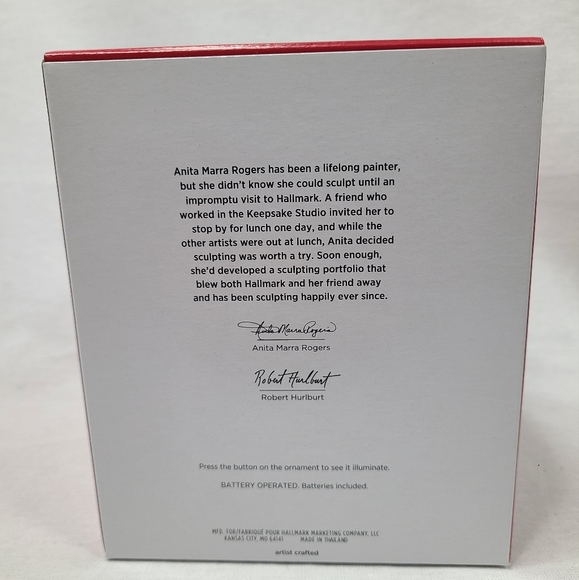 Anita Marra Rogers has been a lifelong painter,
but she didn't know she could sculpt until an
impromptu visit to Hallmark. A friend who
worked in the Keepsake Studio invited her to
stop by for lunch one day, and while the
other artists were out at lunch, Anita decided
sculpting was worth a try. Soon enough,
she'd developed a sculpting portfolio that
blew both Hallmark and her friend away
and has been sculpting happily ever since.
Anita Marra Rogers
Anita Marra Rogers
Robert Hurlburt
Robert Hurlburt
Press the button on the ornament to see it illuminate.
BATTERY OPERATED. Batteries included.
MFD. FOR/FABRIQUÉ POUR HALLMARK MARKETING COMPANY, LLC
KANSAS CITY, MO 64141 MADE IN THAILAND
artist crafted